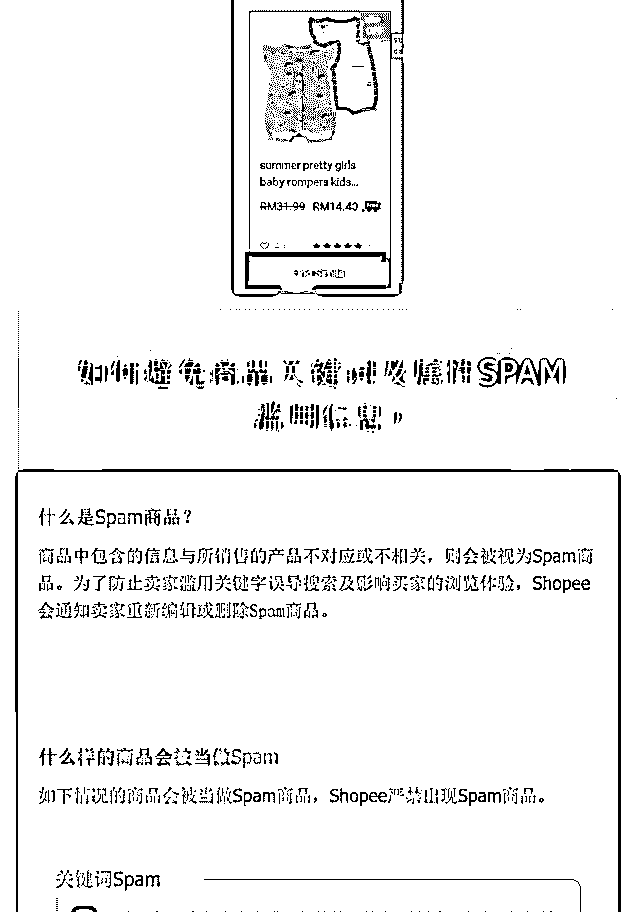 summer pretty girls
baby rompers kids...
RM31.99 RM14.40
如何避免商品关键词及属性SPAM
滥用信息
什么是Spam商品？
商品中包含的信息与所销售的产品不对应或不相关，则会被视为Spam商
品。为了防止卖家滥用关键字误导搜索及影响买家的浏览体验，Shopee
会通知卖家重新编辑或删除Spam商品。
什么样的商品会被当做Spam
如下情况的商品会被当做Spam商品，Shopee严禁出现Spam商品。
关键词Spam